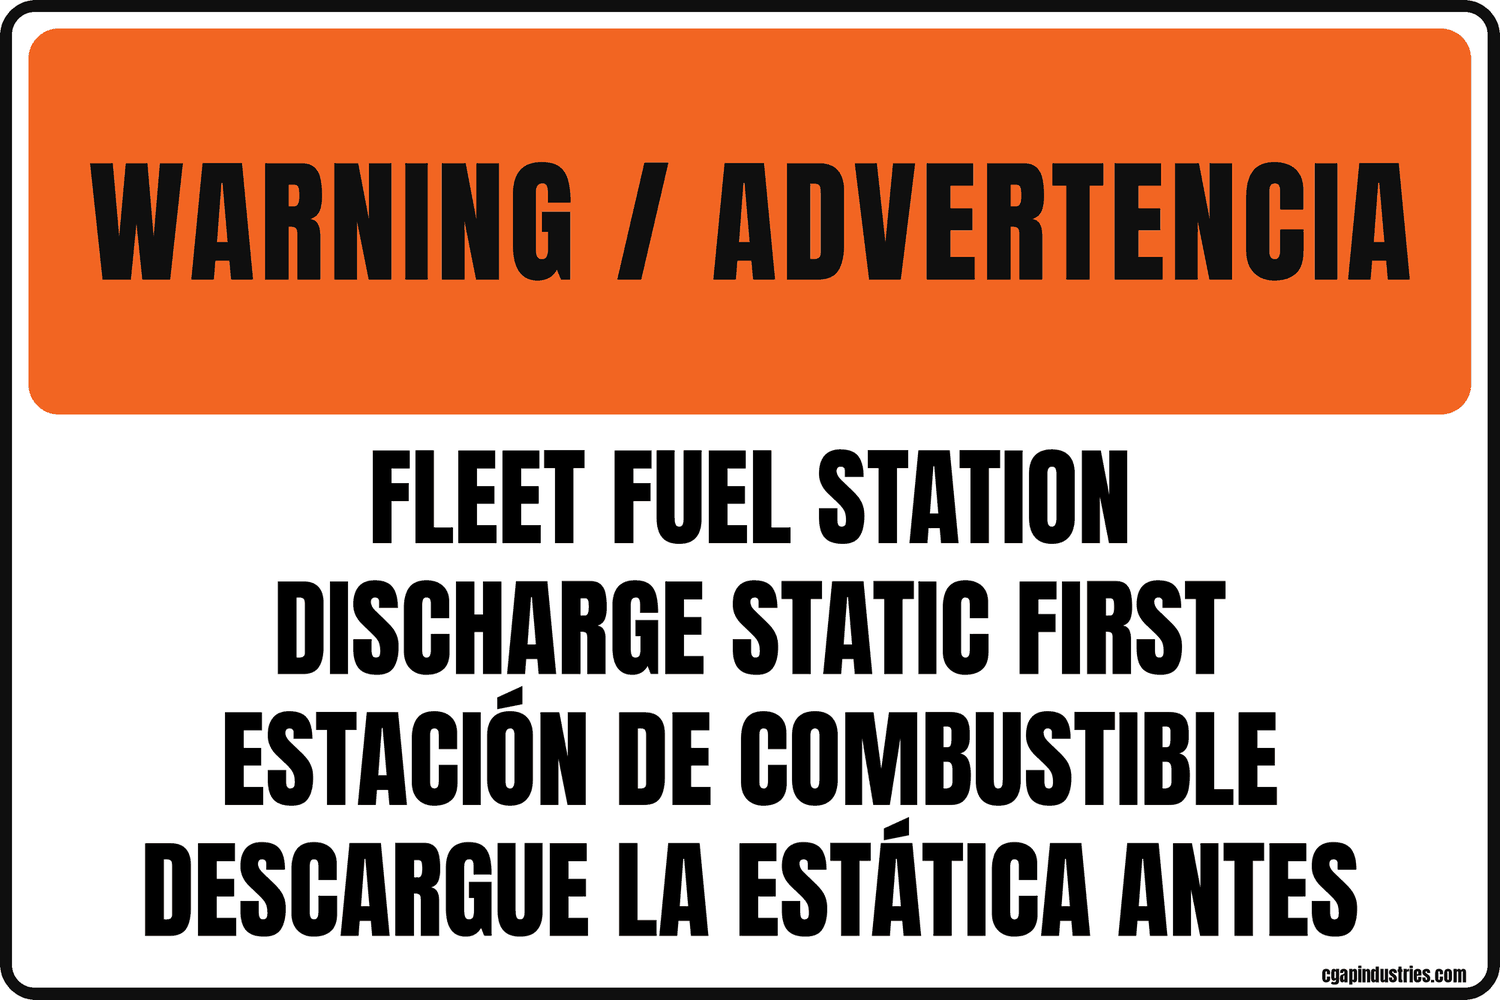 WARNING / ADVERTENCIA
FLEET FUEL STATION
DISCHARGE STATIC FIRST
ESTACIÓN DE COMBUSTIBLE
DESCARGUE LA ESTÁTICA ANTES
cgapindustries.com